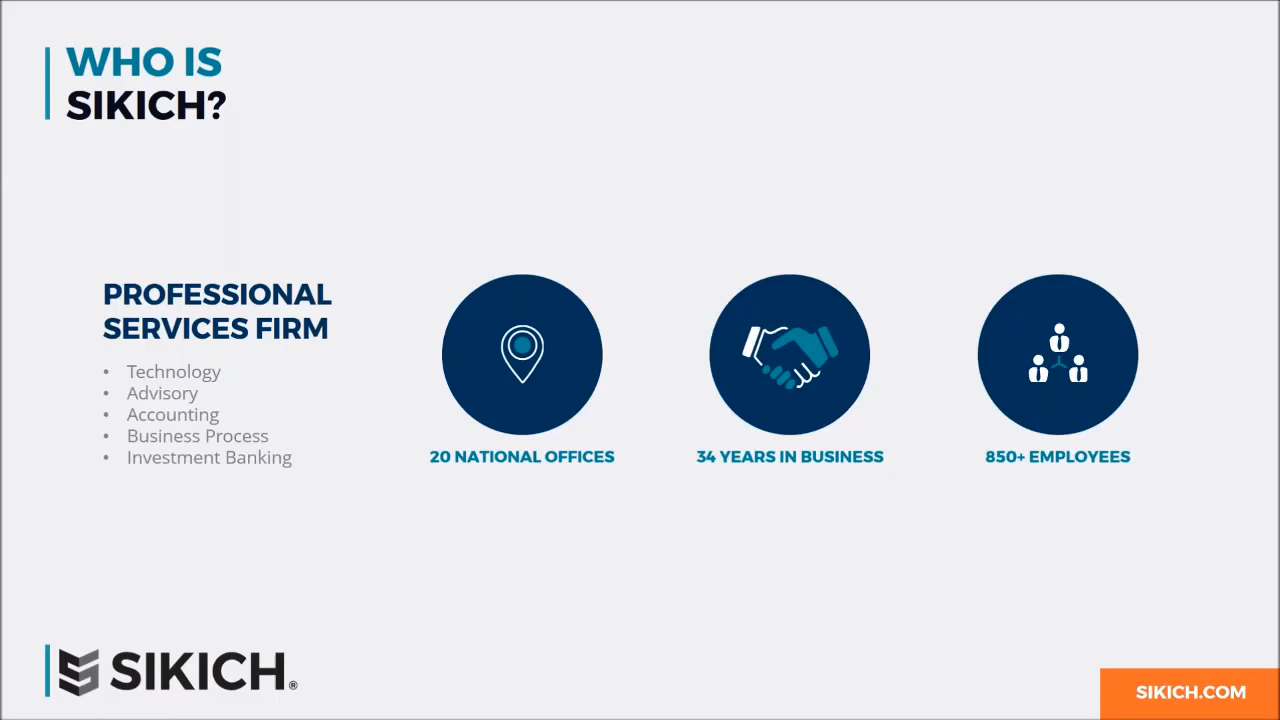 WHO IS
SIKICH?
PROFESSIONAL
SERVICES FIRM
• Technology
• Advisory
• Accounting
• Business Process
• Investment Banking
20 NATIONAL OFFICES
34 YEARS IN BUSINESS
850+ EMPLOYEES
SIKICH®
SIKICH.COM